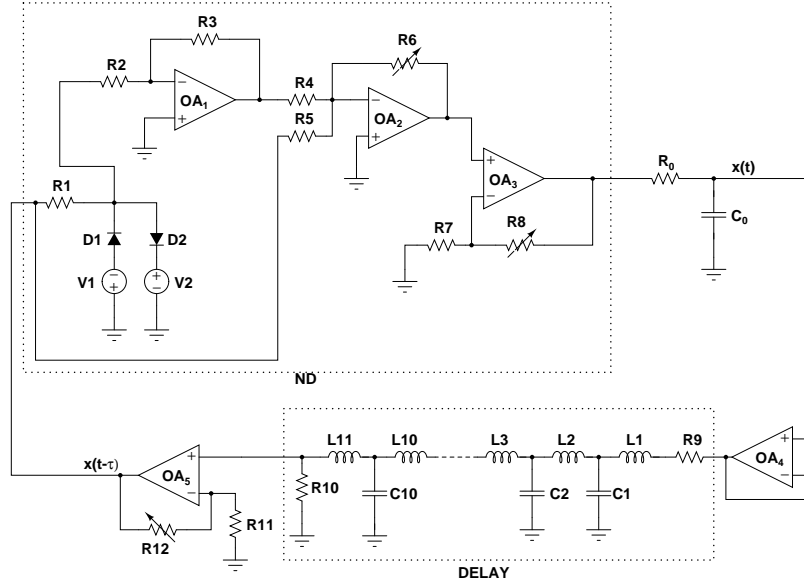 R3
R6
R2
−
OA₁
+
R4
R5
−
OA₂
+
+
OA₃
−
R₀
x(t)
C₀
R1
D1
D2
−
+
V1
+
−
V2
R7
R8
ND
L11
L10
L3
L2
L1
R9
OA₄
+
−
x(t-τ)
+
OA₅
−
R10
C10
C2
C1
R11
R12
DELAY